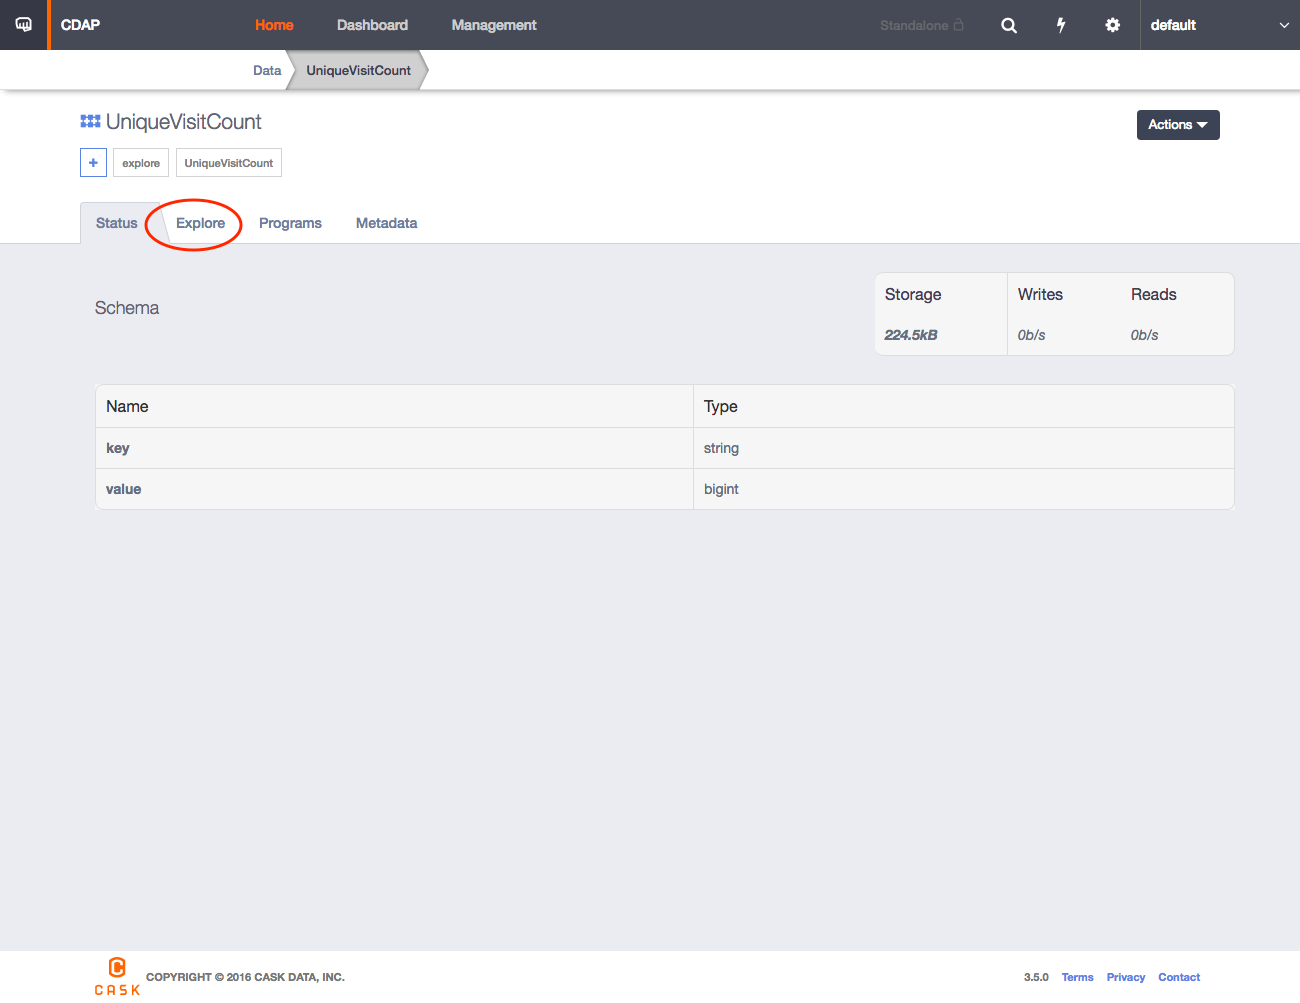 CDAP Home Dashboard Management Standalone default
Data UniqueVisitCount
UniqueVisitCount
Actions
+ explore UniqueVisitCount
Status Explore Programs Metadata
Schema
Storage Writes Reads
224.5kB 0b/s 0b/s
Name Type
key string
value bigint
CASK
COPYRIGHT © 2016 CASK DATA, INC. 3.5.0 Terms Privacy Contact